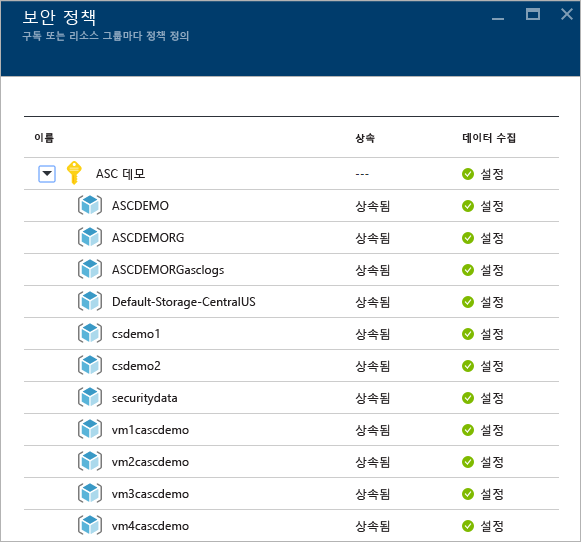 보안 정책
구독 또는 리소스 그룹마다 정책 정의
이름 상속 데이터 수집
ASC 데모 --- 설정
ASCDEMO 상속됨 설정
ASCDEMORG 상속됨 설정
ASCDEMORGasclogs 상속됨 설정
Default-Storage-CentralUS 상속됨 설정
csdemo1 상속됨 설정
csdemo2 상속됨 설정
securitydata 상속됨 설정
vm1cascdemo 상속됨 설정
vm2cascdemo 상속됨 설정
vm3cascdemo 상속됨 설정
vm4cascdemo 상속됨 설정